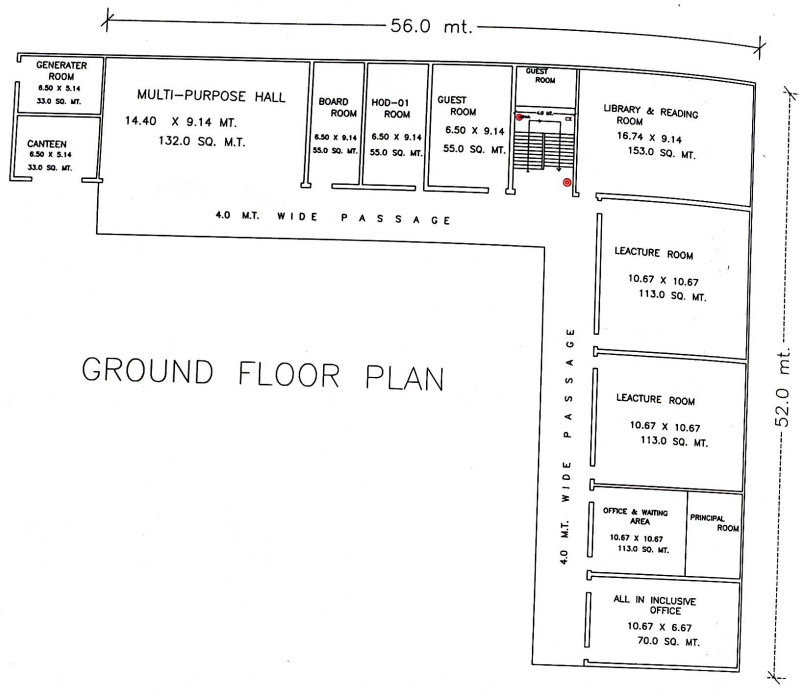 56.0 mt.
GENERATER
ROOM
6.50 X 5.14
33.0 SQ. MT.
CANTEEN
6.50 X 5.14
33.0 SQ. MT.
MULTI-PURPOSE HALL
14.40 X 9.14 MT.
132.0 SQ. M.T.
BOARD
ROOM
6.50 X 9.14
55.0 SQ. MT.
HOD-01
ROOM
6.50 X 9.14
55.0 SQ. MT.
GUEST
ROOM
6.50 X 9.14
55.0 SQ. MT.
GUEST
ROOM
LIBRARY & READING
ROOM
16.74 X 9.14
153.0 SQ. MT.
4.0 M.T. WIDE PASSAGE
LEACTURE ROOM
10.67 X 10.67
113.0 SQ. MT.
GROUND FLOOR PLAN
4.0 M.T. WIDE PASSAGE
52.0 mt.
LEACTURE ROOM
10.67 X 10.67
113.0 SQ. MT.
OFFICE & WAITING
AREA
10.67 X 10.67
113.0 SQ. MT.
PRINCIPAL
ROOM
ALL IN INCLUSIVE
OFFICE
10.67 X 6.67
70.0 SQ. MT.